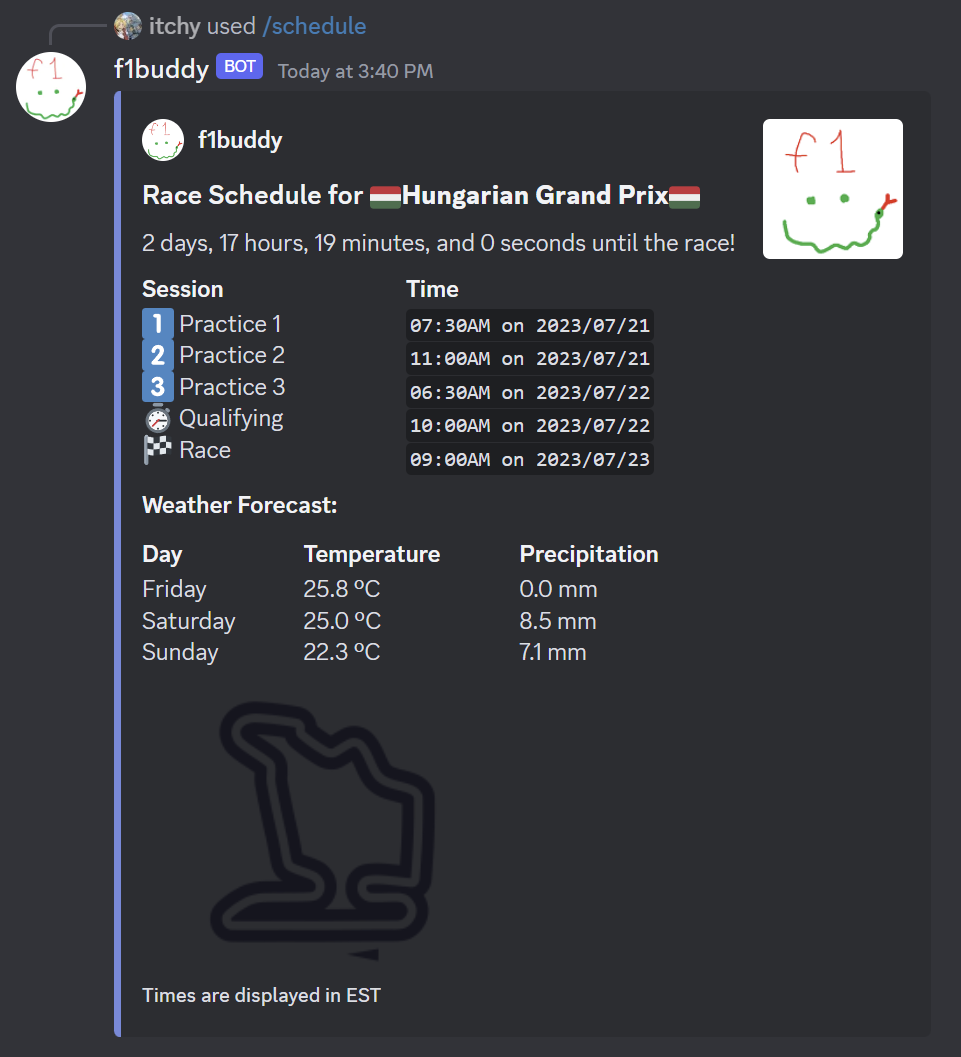 itchy used /schedule
f1buddy BOT Today at 3:40 PM
f1
f1buddy
f1
f1
Race Schedule for Hungarian Grand Prix
2 days, 17 hours, 19 minutes, and 0 seconds until the race!
Session Time
1 Practice 1 07:30AM on 2023/07/21
2 Practice 2 11:00AM on 2023/07/21
3 Practice 3 06:30AM on 2023/07/22
Qualifying 10:00AM on 2023/07/22
Race 09:00AM on 2023/07/23
Weather Forecast:
Day Temperature Precipitation
Friday 25.8 ºC 0.0 mm
Saturday 25.0 ºC 8.5 mm
Sunday 22.3 ºC 7.1 mm
Times are displayed in EST